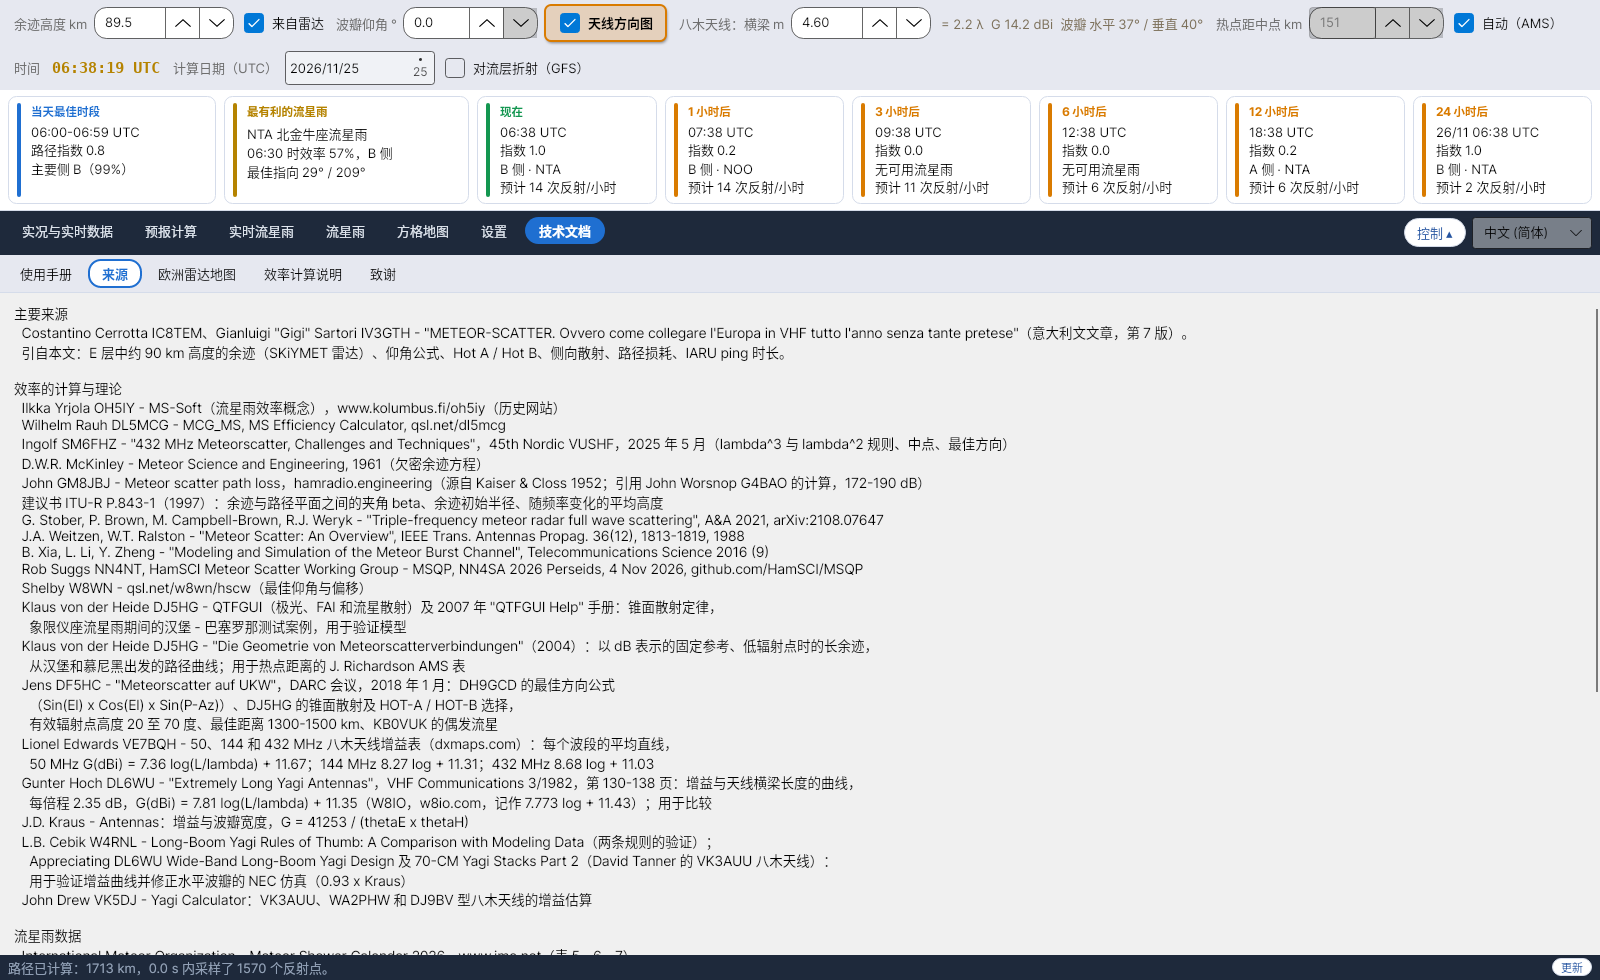 余迹高度 km 89.5 来自雷达 波瓣仰角 ° 0.0 天线方向图 八木天线：横梁 m 4.60 = 2.2 λ G 14.2 dBi 波瓣 水平 37° / 垂直 40° 热点距中点 km 151 自动（AMS）
时间 06:38:19 UTC 计算日期（UTC） 2026/11/25 25 对流层折射（GFS）
当天最佳时段
06:00-06:59 UTC
路径指数 0.8
主要侧 B（99%）
最有利的流星雨
NTA 北金牛座流星雨
06:30 时效率 57%，B 侧
最佳指向 29° / 209°
现在
06:38 UTC
指数 1.0
B 侧 · NTA
预计 14 次反射/小时
1 小时后
07:38 UTC
指数 0.2
B 侧 · NOO
预计 14 次反射/小时
3 小时后
09:38 UTC
指数 0.0
无可用流星雨
预计 11 次反射/小时
6 小时后
12:38 UTC
指数 0.0
无可用流星雨
预计 6 次反射/小时
12 小时后
18:38 UTC
指数 0.2
A 侧 · NTA
预计 6 次反射/小时
24 小时后
26/11 06:38 UTC
指数 1.0
B 侧 · NTA
预计 2 次反射/小时
实况与实时数据 预报计算 实时流星雨 流星雨 方格地图 设置 技术文档 控制 ▴ 中文 (简体)
使用手册 来源 欧洲雷达地图 效率计算说明 致谢
主要来源
Costantino Cerrotta IC8TEM、Gianluigi "Gigi" Sartori IV3GTH - "METEOR-SCATTER. Ovvero come collegare l'Europa in VHF tutto l'anno senza tante pretese"（意大利文文章，第 7 版）。
引自本文：E 层中约 90 km 高度的余迹（SKiYMET 雷达）、仰角公式、Hot A / Hot B、侧向散射、路径损耗、IARU ping 时长。
效率的计算与理论
Ilkka Yrjola OH5IY - MS-Soft（流星雨效率概念），www.kolumbus.fi/oh5iy（历史网站）
Wilhelm Rauh DL5MCG - MCG_MS, MS Efficiency Calculator, qsl.net/dl5mcg
Ingolf SM6FHZ - "432 MHz Meteorscatter, Challenges and Techniques"，45th Nordic VUSHF，2025 年 5 月（lambda^3 与 lambda^2 规则、中点、最佳方向）
D.W.R. McKinley - Meteor Science and Engineering, 1961（欠密余迹方程）
John GM8JBJ - Meteor scatter path loss，hamradio.engineering（源自 Kaiser & Closs 1952；引用 John Worsnop G4BAO 的计算，172-190 dB）
建议书 ITU-R P.843-1（1997）：余迹与路径平面之间的夹角 beta、余迹初始半径、随频率变化的平均高度
G. Stober, P. Brown, M. Campbell-Brown, R.J. Weryk - "Triple-frequency meteor radar full wave scattering", A&A 2021, arXiv:2108.07647
J.A. Weitzen, W.T. Ralston - "Meteor Scatter: An Overview", IEEE Trans. Antennas Propag. 36(12), 1813-1819, 1988
B. Xia, L. Li, Y. Zheng - "Modeling and Simulation of the Meteor Burst Channel", Telecommunications Science 2016 (9)
Rob Suggs NN4NT, HamSCI Meteor Scatter Working Group - MSQP, NN4SA 2026 Perseids, 4 Nov 2026, github.com/HamSCI/MSQP
Shelby W8WN - qsl.net/w8wn/hscw（最佳仰角与偏移）
Klaus von der Heide DJ5HG - QTFGUI（极光、FAI 和流星散射）及 2007 年 "QTFGUI Help" 手册：锥面散射定律，
象限仪座流星雨期间的汉堡 - 巴塞罗那测试案例，用于验证模型
Klaus von der Heide DJ5HG - "Die Geometrie von Meteorscatterverbindungen"（2004）：以 dB 表示的固定参考、低辐射点时的长余迹，
从汉堡和慕尼黑出发的路径曲线；用于热点距离的 J. Richardson AMS 表
Jens DF5HC - "Meteorscatter auf UKW"，DARC 会议，2018 年 1 月：DH9GCD 的最佳方向公式
（Sin(El) x Cos(El) x Sin(P-Az)）、DJ5HG 的锥面散射及 HOT-A / HOT-B 选择，
有效辐射点高度 20 至 70 度、最佳距离 1300-1500 km、KB0VUK 的偶发流星
Lionel Edwards VE7BQH - 50、144 和 432 MHz 八木天线增益表（dxmaps.com）：每个波段的平均直线，
50 MHz G(dBi) = 7.36 log(L/lambda) + 11.67；144 MHz 8.27 log + 11.31；432 MHz 8.68 log + 11.03
Gunter Hoch DL6WU - "Extremely Long Yagi Antennas"，VHF Communications 3/1982，第 130-138 页：增益与天线横梁长度的曲线，
每倍程 2.35 dB，G(dBi) = 7.81 log(L/lambda) + 11.35（W8IO，w8io.com，记作 7.773 log + 11.43）；用于比较
J.D. Kraus - Antennas：增益与波瓣宽度，G = 41253 / (thetaE x thetaH)
L.B. Cebik W4RNL - Long-Boom Yagi Rules of Thumb: A Comparison with Modeling Data（两条规则的验证）；
Appreciating DL6WU Wide-Band Long-Boom Yagi Design 及 70-CM Yagi Stacks Part 2（David Tanner 的 VK3AUU 八木天线）：
用于验证增益曲线并修正水平波瓣的 NEC 仿真（0.93 x Kraus）
John Drew VK5DJ - Yagi Calculator：VK3AUU、WA2PHW 和 DJ9BV 型八木天线的增益估算
流星雨数据
International Meteor Organization - Meteor Shower Calendar 2026 - www.imo.net（表 5、6、7）
路径已计算：1713 km，0.0 s 内采样了 1570 个反射点。 更新